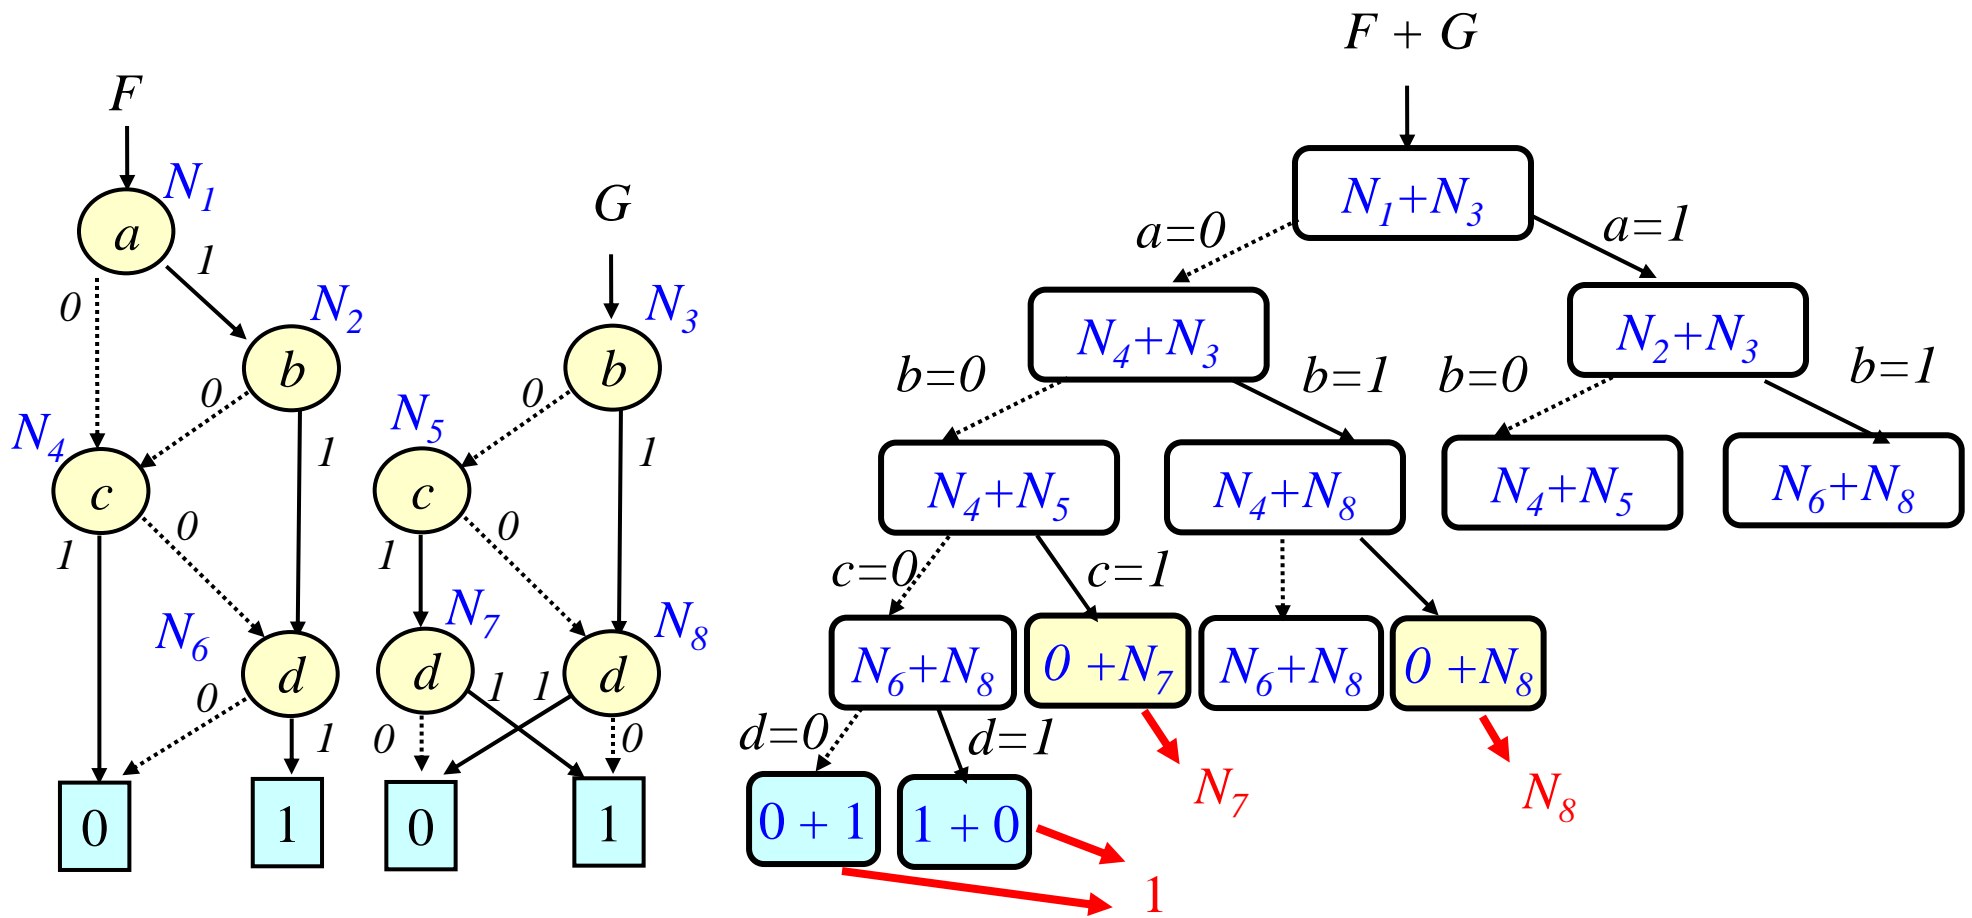 F + G
F
N1
G
N1+N3
a
a=0
a=1
1
0
N2
N3
N4+N3
N2+N3
b
b
b=0
b=1
b=0
b=1
0
0
N4
N5
1
1
c
c
N4+N5
N4+N8
N4+N5
N6+N8
0
0
1
1
c=0
c=1
N6
N7
N8
d
d
d
N6+N8
0 +N7
N6+N8
0 +N8
0
1
1
1
0
0
d=0
d=1
0
1
0
1
0 + 1
1 + 0
N7
N8
1